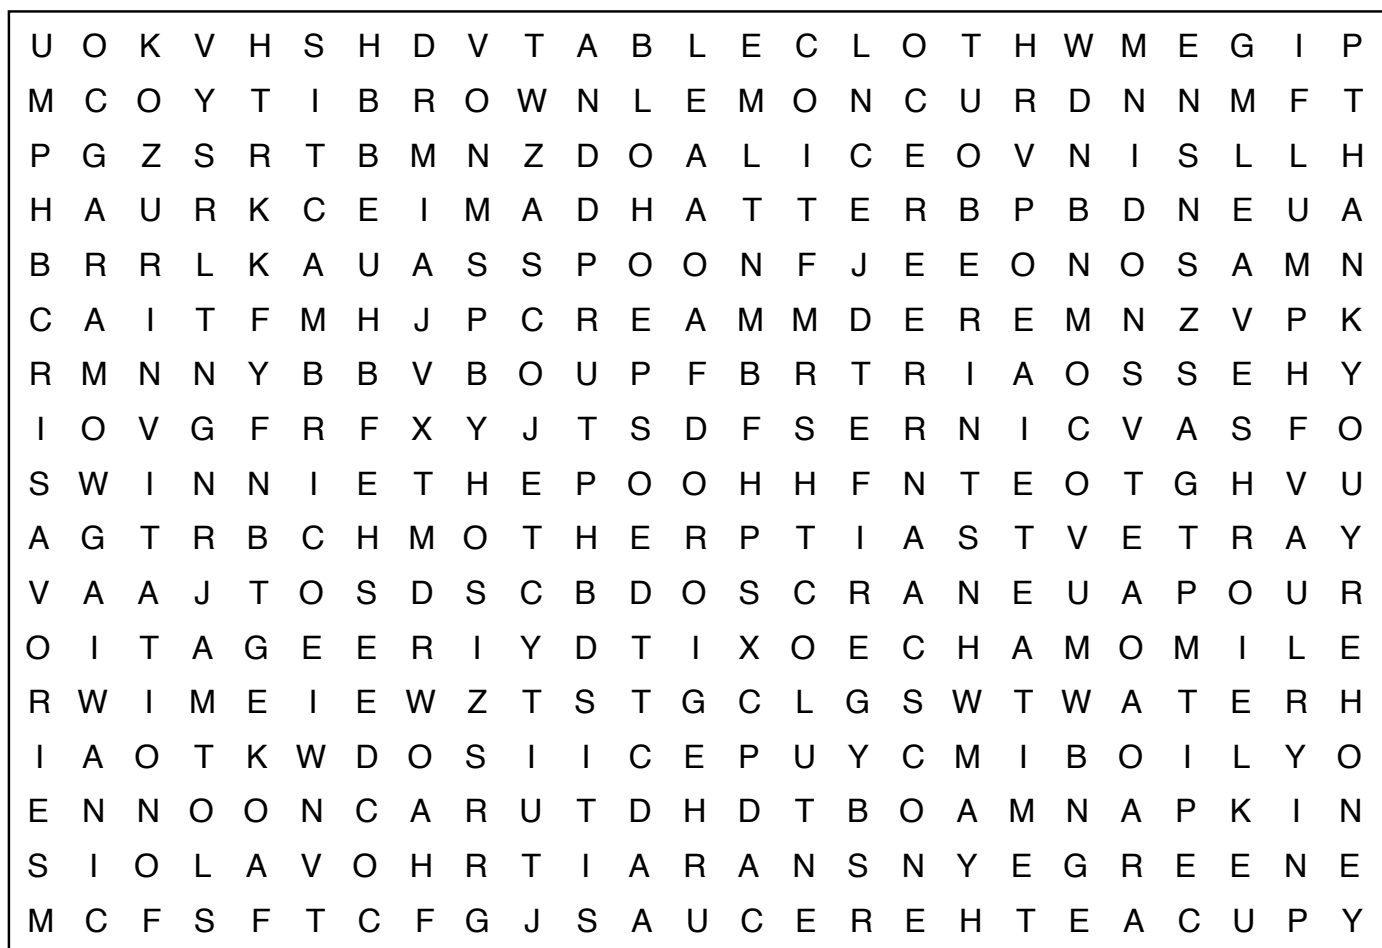 U O K V H S H D V T A B L E C L O T H W M E G I P
M C O Y T I B R O W N L E M O N C U R D N N M F T
P G Z S R T B M N Z D O A L I C E O V N I S L L H
H A U R K C E I M A D H A T T E R B P B D N E U A
B R R L K A U A S S P O O N F J E E O N O S A M N
C A I T F M H J P C R E A M M D E R E M N Z V P K
R M N N Y B B V B O U P F B R T R I A O S S E H Y
I O V G F R F X Y J T S D F S E R N I C V A S F O
S W I N N I E T H E P O O H H F N T E O T G H V U
A G T R B C H M O T H E R P T I A S T V E T R A Y
V A A J T O S D S C B D O S C R A N E U A P O U R
O I T A G E E R I Y D T I X O E C H A M O M I L E
R W I M E I E W Z T S T G C L G S W T W A T E R H
I A O T K W D O S I I C E P U Y C M I B O I L Y O
E N N O O N C A R U T D H D T B O A M N A P K I N
S I O L A V O H R T I A R A N S N Y E G R E E N E
M C F S F T C F G J S A U C E R E H T E A C U P Y